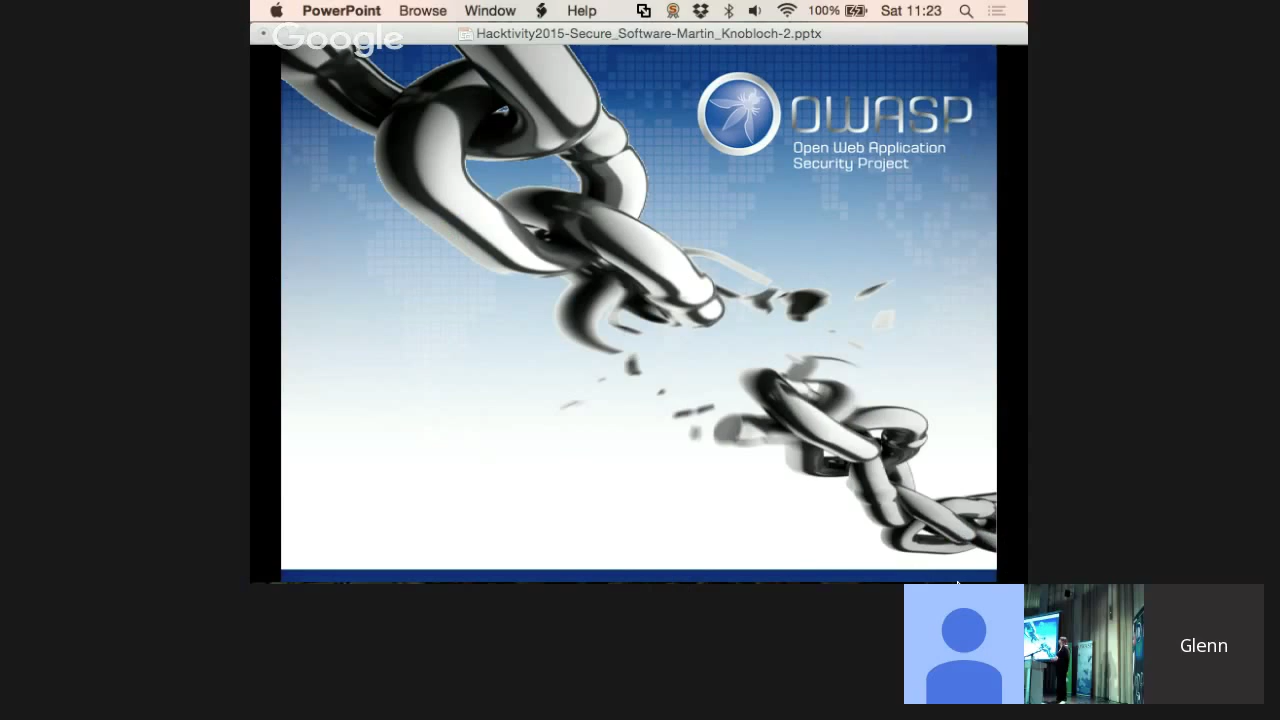 PowerPoint Browse Window Help 100% Sat 11:23
Google
Hacktivity2015-Secure_Software-Martin_Knobloch-2.pptx
OWASP
Open Web Application
Security Project
Glenn